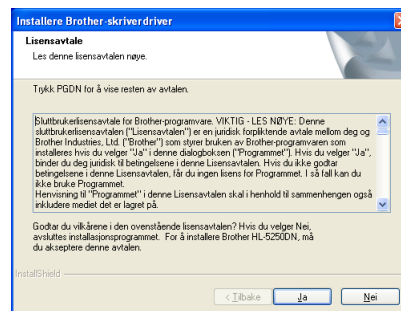 Installere Brother-skriverdriver
Lisensavtale
Les denne lisensavtalen nøye.
Trykk PGDN for å vise resten av avtalen.
Sluttbrukerlisensavtale for Brother-programvare. VIKTIG - LES NØYE: Denne
sluttbrukerlisensavtalen ("Lisensavtalen") er en juridisk forpliktende avtale mellom deg og
Brother Industries, Ltd. ("Brother") som styrer bruken av Brother-programvaren som
installeres hvis du velger "Ja" i denne dialogboksen ("Programmet"). Hvis du velger "Ja",
binder du deg juridisk til betingelsene i denne Lisensavtalen. Hvis du ikke godtar
betingelsene i denne Lisensavtalen, får du ingen lisens for Programmet. I så fall kan du
ikke bruke Programmet.
Henvisning til "Programmet" i denne Lisensavtalen skal i henhold til sammenhengen også
inkludere mediet det er lagret på.
Godtar du vilkårene i den ovenstående lisensavtalen? Hvis du velger Nei,
avsluttes installasjonsprogrammet. For å installere Brother HL-5250DN, må
du akseptere denne avtalen.
InstallShield
< Tilbake
Ja
Nei